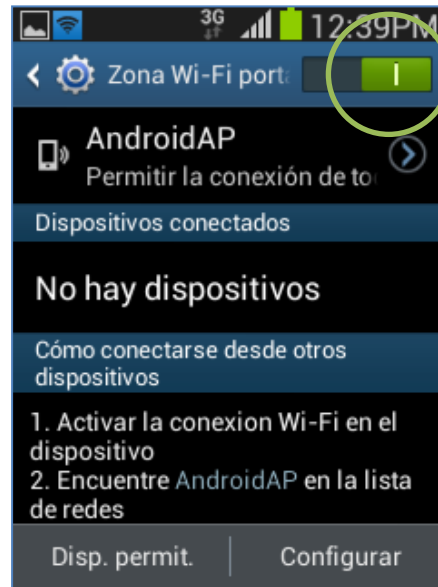 3G 12:39PM
Zona Wi-Fi porta
AndroidAP
Permitir la conexión de to
Dispositivos conectados
No hay dispositivos
Cómo conectarse desde otros
dispositivos
1. Activar la conexion Wi-Fi en el
dispositivo
2. Encuentre AndroidAP en la lista
de redes
Disp. permit. Configurar